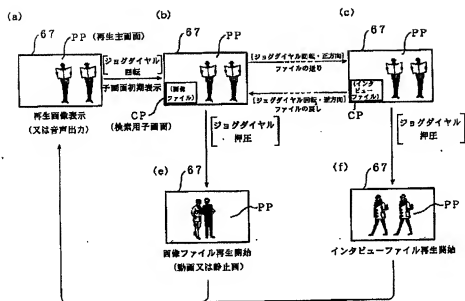 (a)
67
PP (再生主画面)
再生画像表示
(又は音声出力)
[ジョグダイヤル
回転]
子画面初期表示
(b)
67
PP
(画像
ファイル)
CP
(検索用子画面)
[ジョグダイヤル回転・正方向]
ファイルの送り
[ジョグダイヤル回転・逆方向]
ファイルの戻し
(c)
67
PP
(インタ
ビュー
ファイル)
CP
[ジョグダイヤル
押圧]
[ジョグダイヤル
押圧]
(e)
67
PP
画像ファイル再生開始
(動画又は静止画)
(f)
67
PP
インタビューファイル再生開始